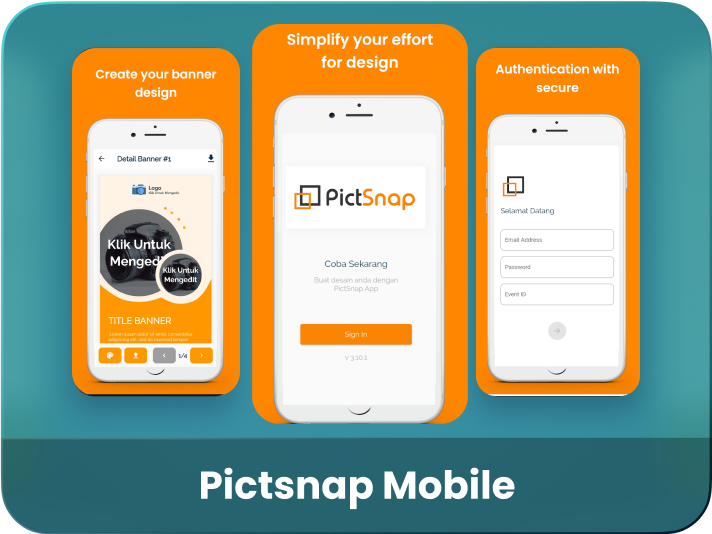 Create your banner
design
Detail Banner #1
Logo
Klik Untuk Mengedit
Klik Untuk
Mengedit
Klik Untuk
Mengedit
TITLE BANNER
Lorem ipsum dolor sit amet, consectetur
adipiscing elit, sed do eiusmod tempor
1/4
Simplify your effort
for design
PictSnap
Coba Sekarang
Buat desain anda dengan
PictSnap App
Sign In
v 3.10.1
Authentication with
secure
Selamat Datang
Email Address
Password
Event ID
Pictsnap Mobile